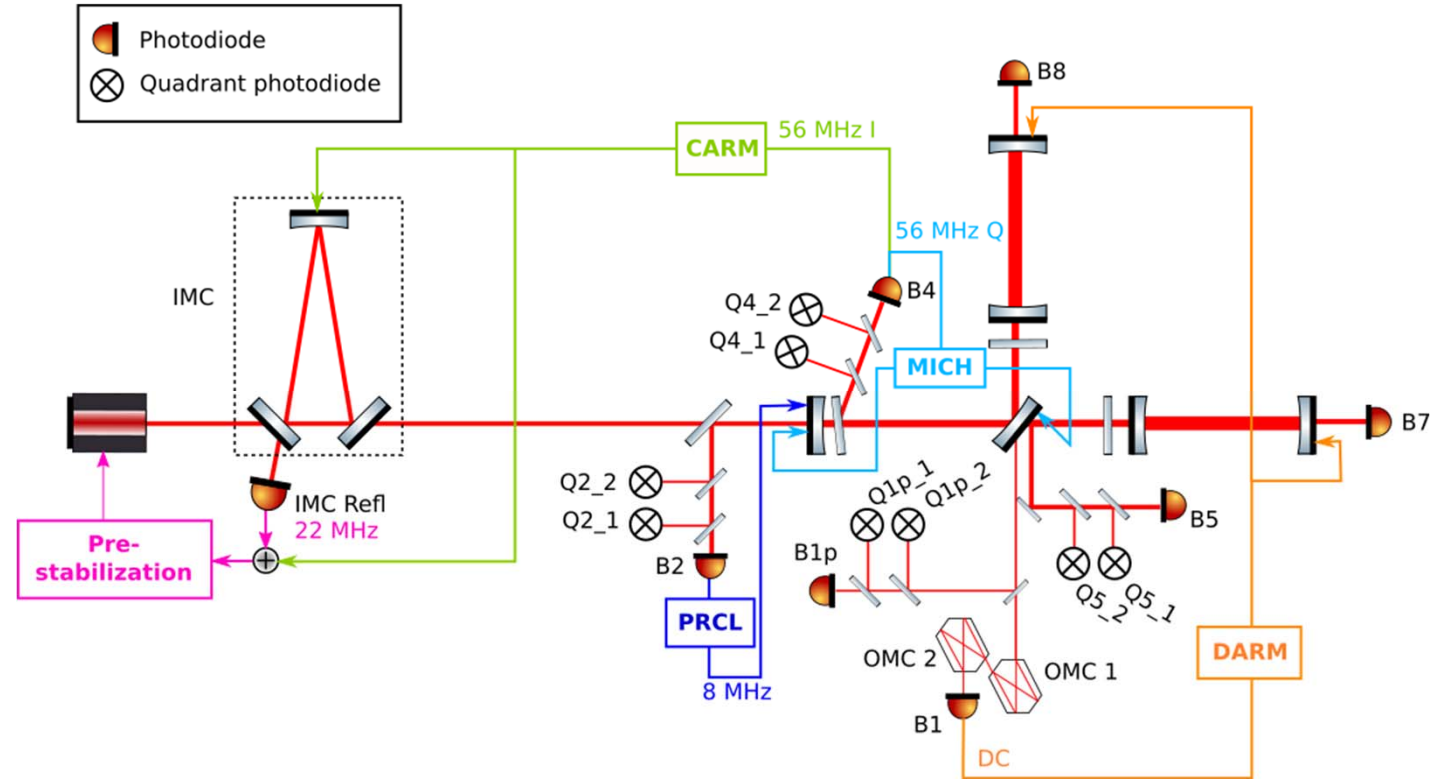 Photodiode
Quadrant photodiode
B8
CARM
56 MHz I
56 MHz Q
IMC
Q4_2
B4
Q4_1
MICH
B7
Q1p_1
Q1p_2
Q2_2
IMC Refl
22 MHz
Q2_1
B5
Pre-
stabilization
B2
B1p
Q5_2
Q5_1
PRCL
OMC 2
OMC 1
DARM
8 MHz
B1
DC